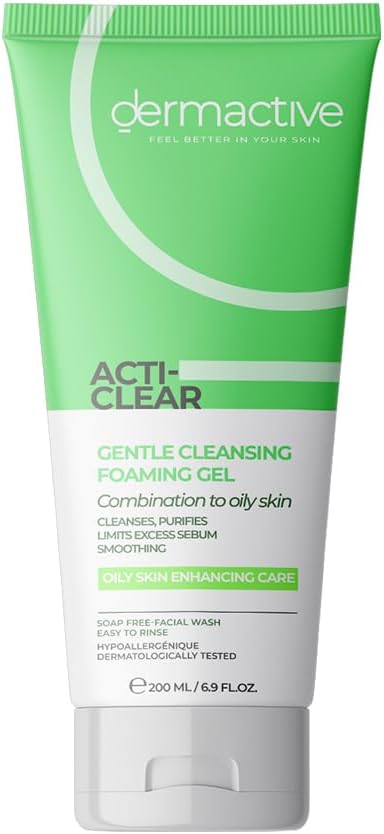 dermactive
FEEL BETTER IN YOUR SKIN
ACTI-
CLEAR
GENTLE CLEANSING
FOAMING GEL
Combination to oily skin
CLEANSES, PURIFIES
LIMITS EXCESS SEBUM
SMOOTHING
OILY SKIN ENHANCING CARE
SOAP FREE-FACIAL WASH
EASY TO RINSE
HYPOALLERGÉNIQUE
DERMATOLOGICALLY TESTED
℮ 200 ML / 6.9 FL.OZ.